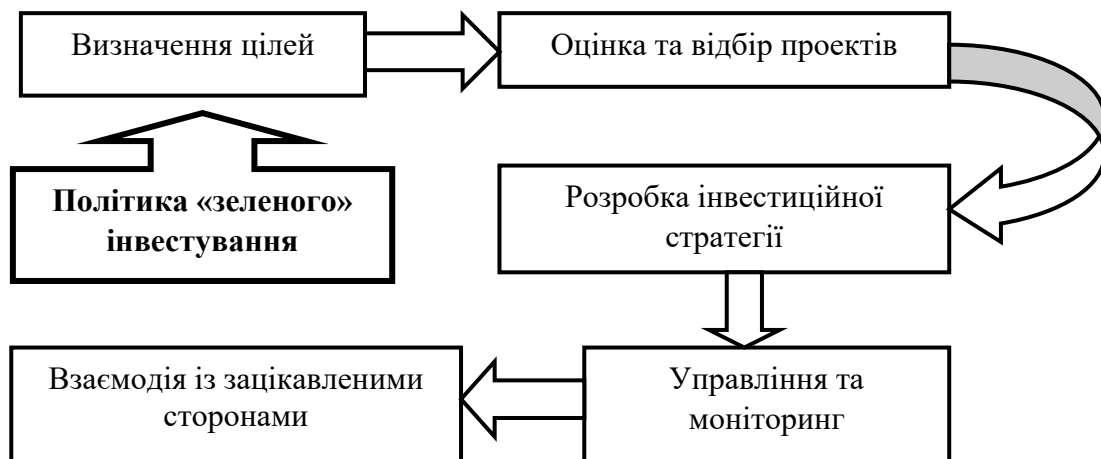 Визначення цілей
Оцінка та відбір проектів
Політика «зеленого»
інвестування
Розробка інвестиційної
стратегії
Взаємодія із зацікавленими
сторонами
Управління та
моніторинг